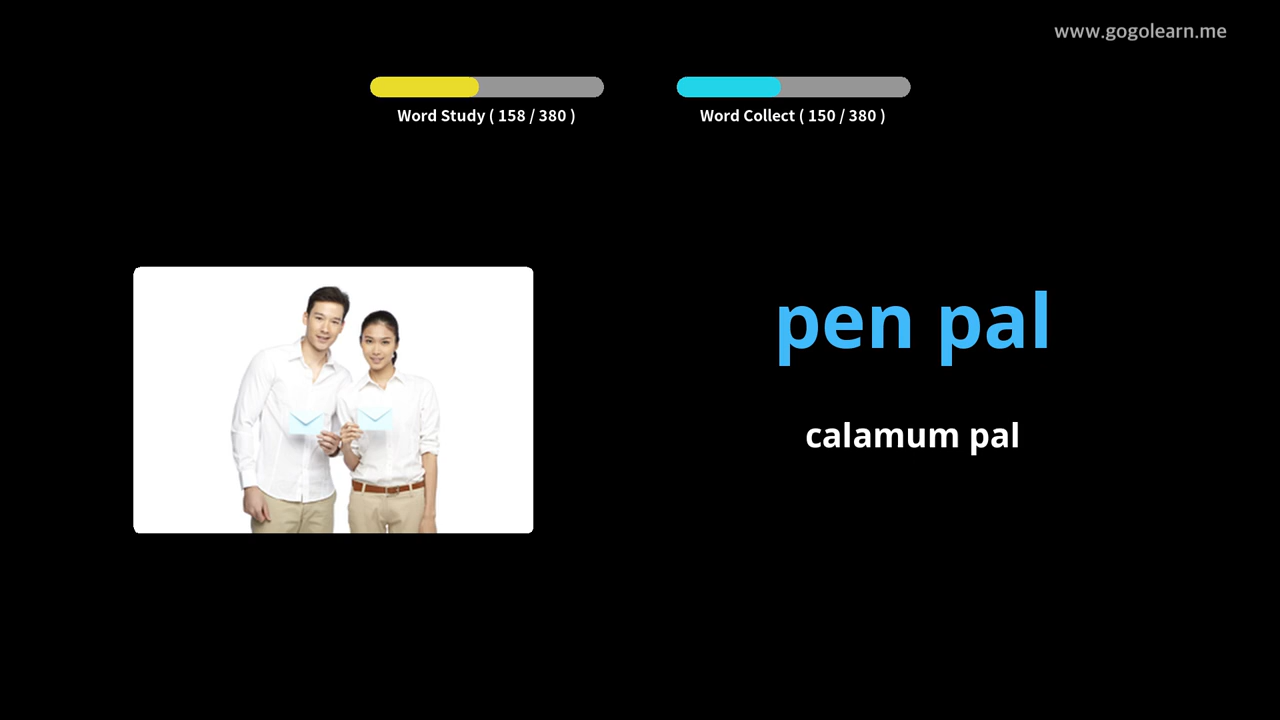 www.gogolearn.me
Word Study ( 158 / 380 )
Word Collect ( 150 / 380 )
pen pal
calamum pal